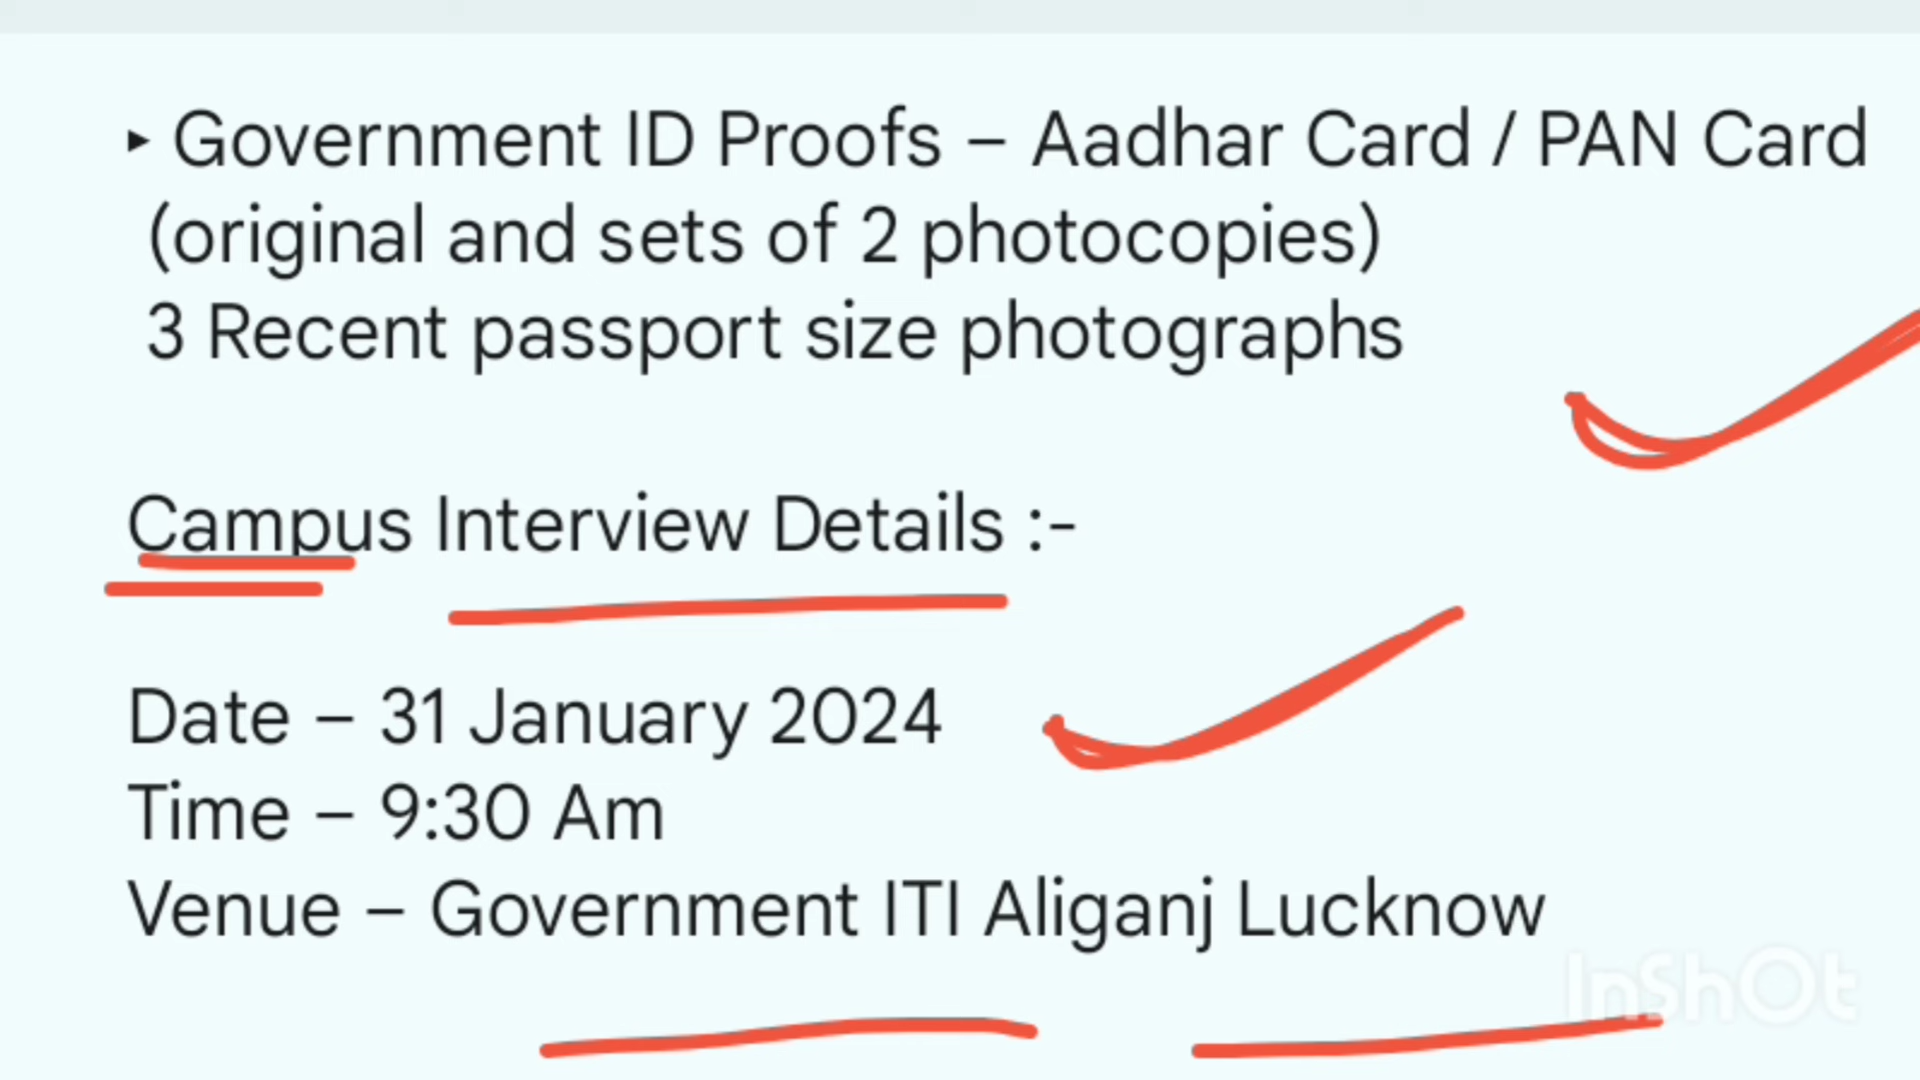 ▸ Government ID Proofs – Aadhar Card / PAN Card
(original and sets of 2 photocopies)
3 Recent passport size photographs
Campus Interview Details :-
Date – 31 January 2024
Time – 9:30 Am
Venue – Government ITI Aliganj Lucknow
InShOt